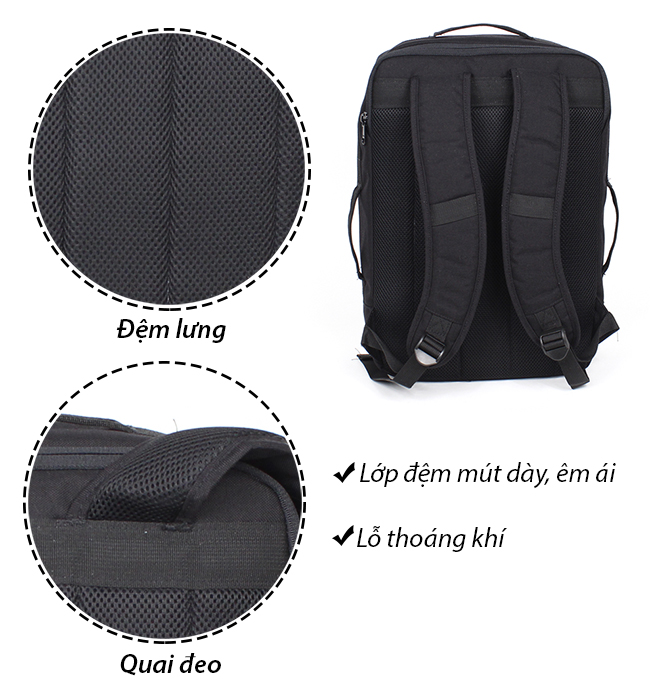 Đệm lưng
Lớp đệm mút dày, êm ái
Lỗ thoáng khí
Quai đeo